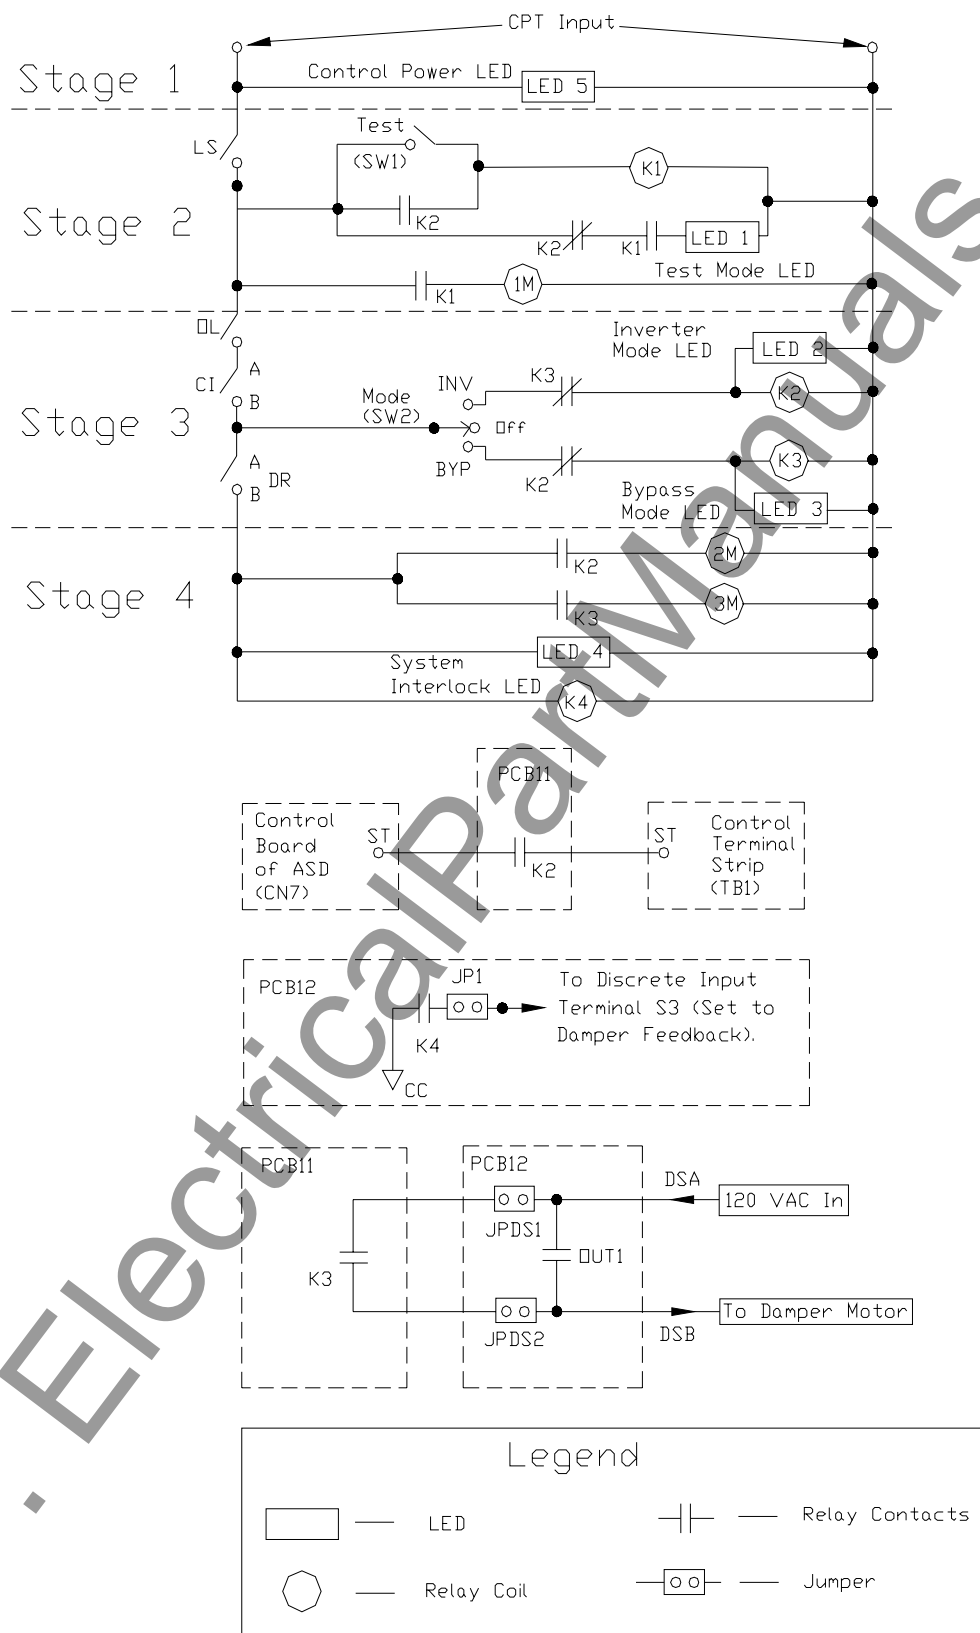 CPT Input
Stage 1
Control Power LED
LED 5
LS
Test
(SW1)
K1
Stage 2
K2
K2
K1
LED 1
Test Mode LED
K1
1M
OL
Inverter
Mode LED
LED 2
CI
A
B
K3
INV
K2
Mode
(SW2)
Off
Stage 3
BYP
K2
K3
A
B
DR
Bypass
Mode LED
LED 3
K2
2M
Stage 4
K3
3M
LED 4
System
Interlock LED
K4
PCB11
Control
Board
of ASD
(CN7)
ST
K2
ST
Control
Terminal
Strip
(TB1)
PCB12
JP1
K4
CC
To Discrete Input
Terminal S3 (Set to
Damper Feedback).
PCB11
PCB12
DSA
120 VAC In
JPDS1
K3
OUT1
To Damper Motor
JPDS2
DSB
Legend
LED
Relay Contacts
Relay Coil
Jumper
. ElectricalPartManuals